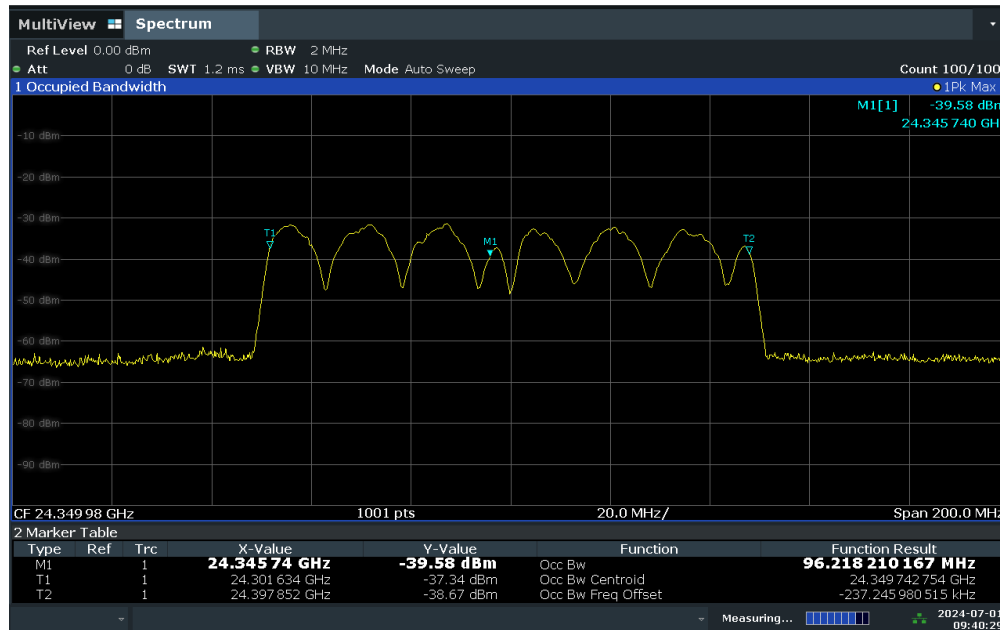 MultiView Spectrum
Ref Level 0.00 dBm RBW 2 MHz
Att 0 dB SWT 1.2 ms VBW 10 MHz Mode Auto Sweep Count 100/100
1 Occupied Bandwidth 1Pk Max
M1[1] -39.58 dBm
24.345 740 GH
-10 dBm
-20 dBm
-30 dBm
T1
M1
T2
-40 dBm
-50 dBm
-60 dBm
-70 dBm
-80 dBm
-90 dBm
CF 24.349 98 GHz 1001 pts 20.0 MHz/ Span 200.0 MHz
2 Marker Table
Type Ref Trc X-Value Y-Value Function Function Result
M1 1 24.345 74 GHz -39.58 dBm Occ Bw 96.218 210 167 MHz
T1 1 24.301 634 GHz -37.34 dBm Occ Bw Centroid 24.349 742 754 GHz
T2 1 24.397 852 GHz -38.67 dBm Occ Bw Freq Offset -237.245 980 515 kHz
Measuring... 2024-07-01
09:40:29